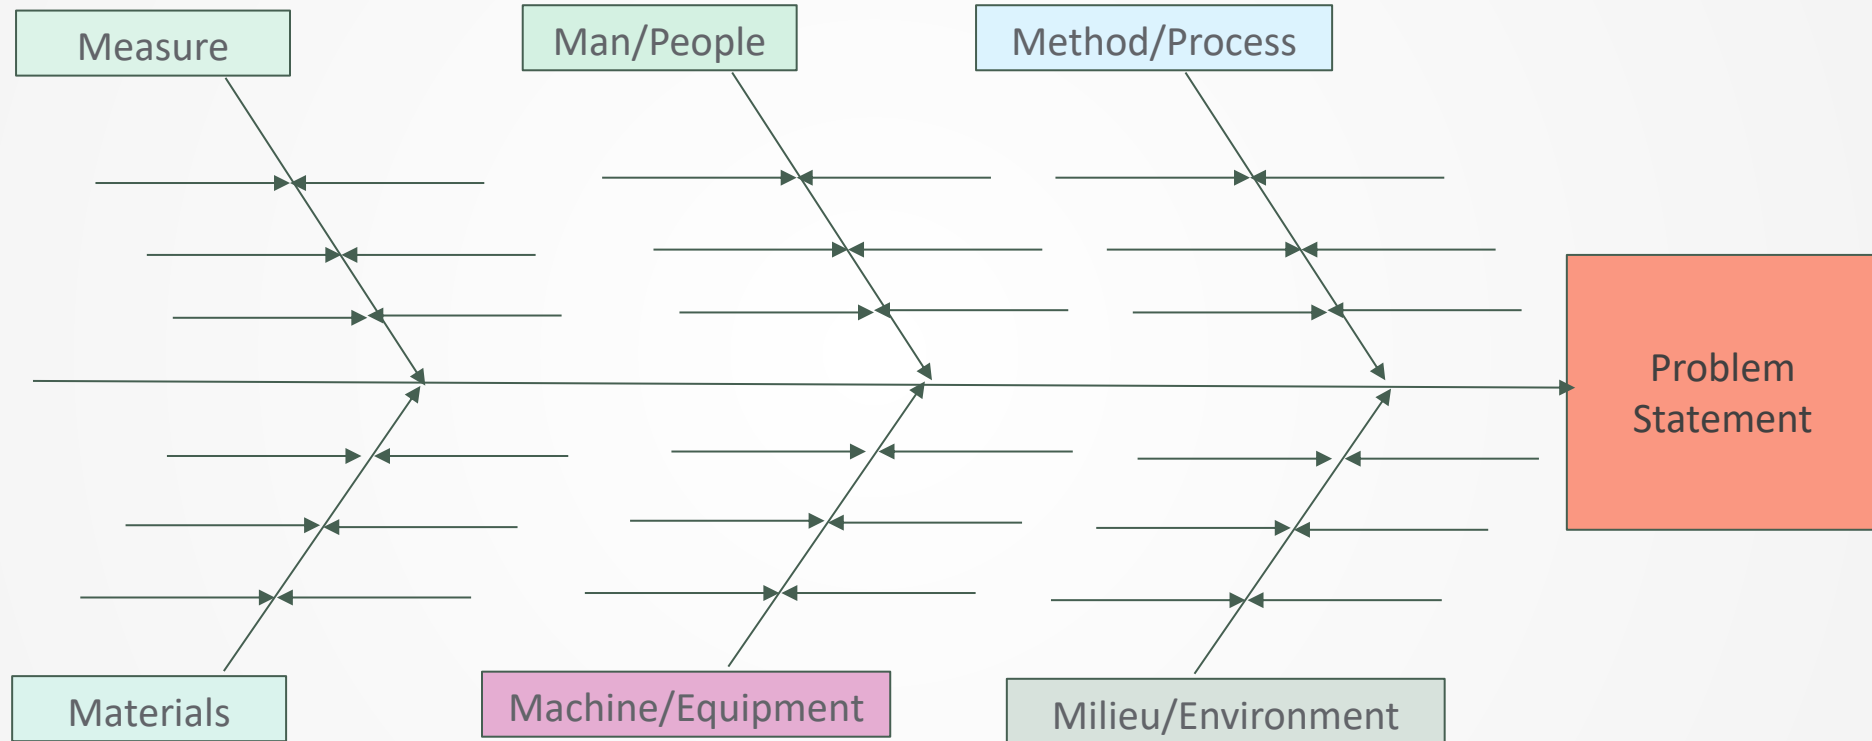 Measure
Man/People
Method/Process
Problem
Statement
Materials
Machine/Equipment
Milieu/Environment